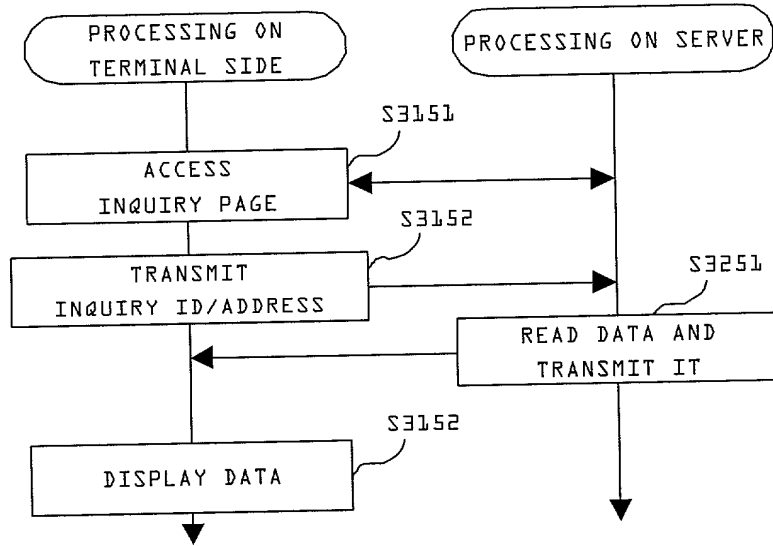 PROCESSING ON
TERMINAL SIDE
PROCESSING ON SERVER
S3151
ACCESS
INQUIRY PAGE
S3152
TRANSMIT
INQUIRY ID/ADDRESS
S3251
READ DATA AND
TRANSMIT IT
S3152
DISPLAY DATA